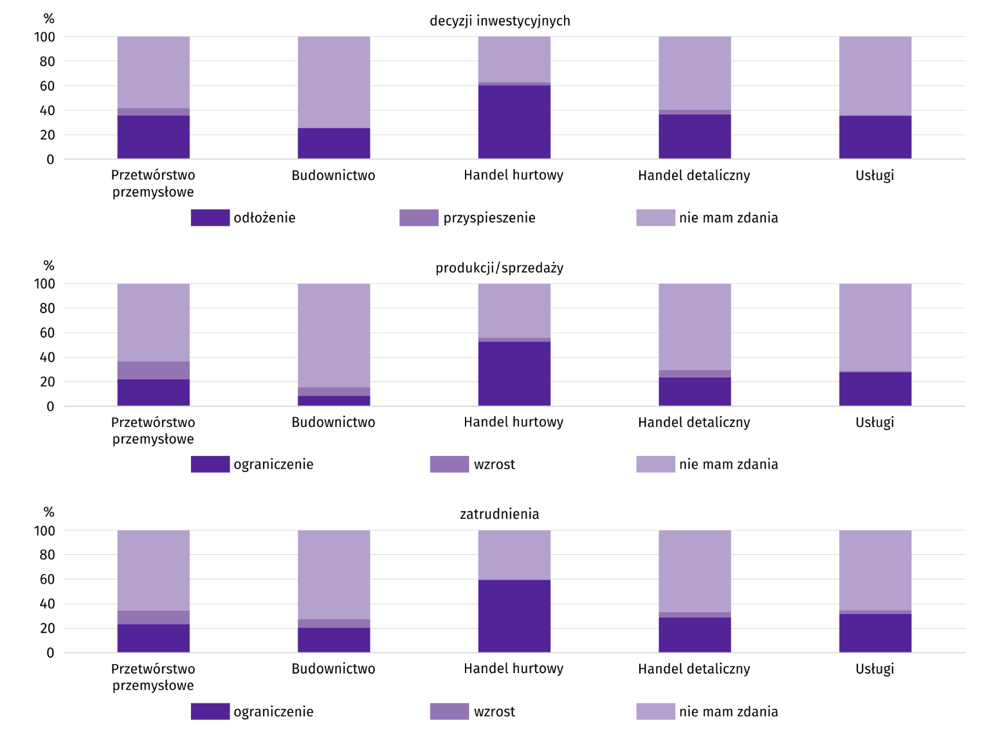 decyzji inwestycyjnych
%
100
80
60
40
20
0
Przetwórstwo
przemysłowe
Budownictwo
Handel hurtowy
Handel detaliczny
Usługi
odłożenie
przyspieszenie
nie mam zdania
produkcji/sprzedaży
%
100
80
60
40
20
0
Przetwórstwo
przemysłowe
Budownictwo
Handel hurtowy
Handel detaliczny
Usługi
ograniczenie
wzrost
nie mam zdania
zatrudnienia
%
100
80
60
40
20
0
Przetwórstwo
przemysłowe
Budownictwo
Handel hurtowy
Handel detaliczny
Usługi
ograniczenie
wzrost
nie mam zdania